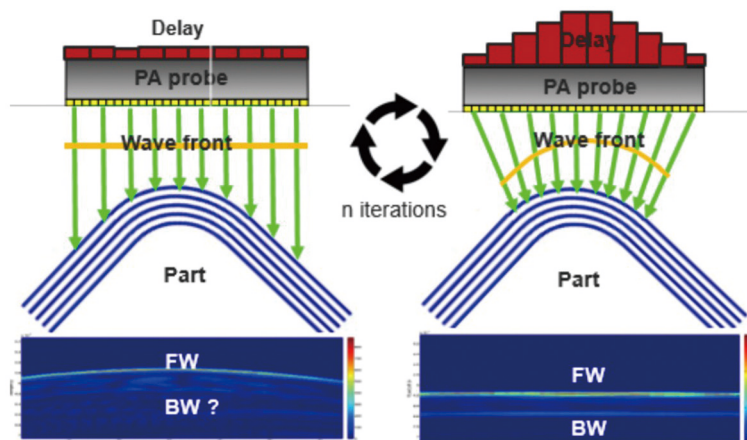 Delay
PA probe
Wave front
Part
FW
BW ?
n iterations
Delay
PA probe
Wave front
Part
FW
BW